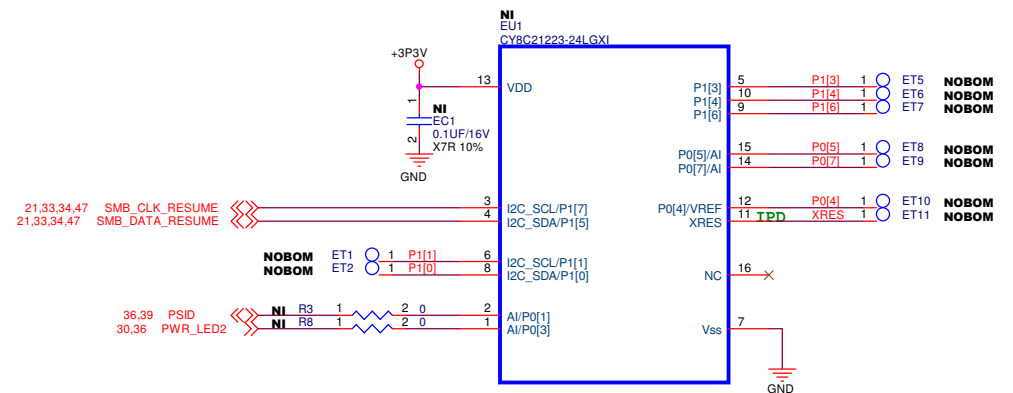 NI
EU1
CY8C21223-24LGXI
+3P3V
13 VDD
1
NI
EC1
0.1UF/16V
X7R 10%
2
GND
P1[3] 5 P1[3] 1 ET5 NOBOM
P1[4] 10 P1[4] 1 ET6 NOBOM
P1[6] 9 P1[6] 1 ET7 NOBOM
P0[5]/AI 15 P0[5] 1 ET8 NOBOM
P0[7]/AI 14 P0[7] 1 ET9 NOBOM
21,33,34,47 SMB_CLK_RESUME 3 I2C_SCL/P1[7]
21,33,34,47 SMB_DATA_RESUME 4 I2C_SDA/P1[5]
P0[4]/VREF 12 P0[4] 1 ET10 NOBOM
XRES 11 IPD XRES 1 ET11 NOBOM
NOBOM ET1 1 P1[1] 6 I2C_SCL/P1[1]
NOBOM ET2 1 P1[0] 8 I2C_SDA/P1[0]
NC 16
36,39 PSID NI R3 1 2 0 2 AI/P0[1]
30,36 PWR_LED2 NI R8 1 2 0 1 AI/P0[3]
Vss 7
GND